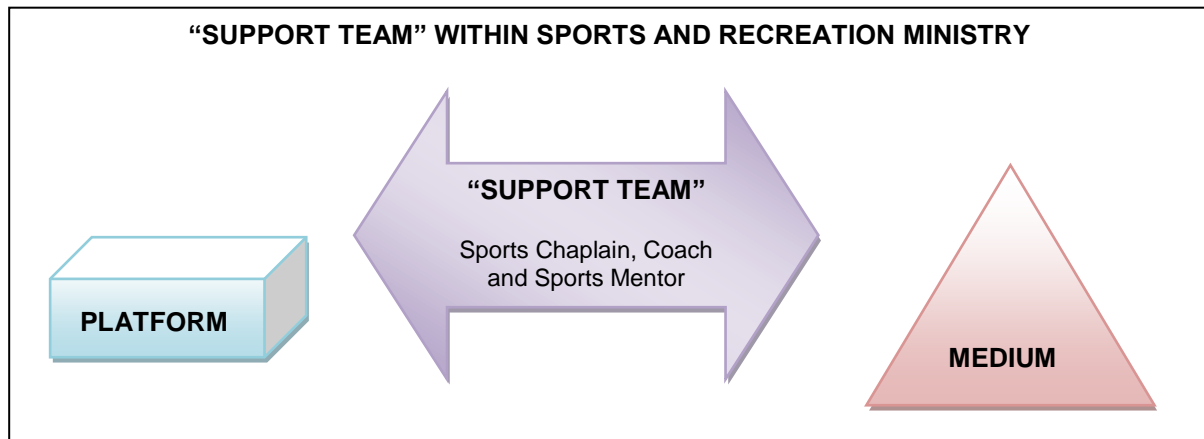 “SUPPORT TEAM” WITHIN SPORTS AND RECREATION MINISTRY
“SUPPORT TEAM”
Sports Chaplain, Coach
and Sports Mentor
PLATFORM
MEDIUM